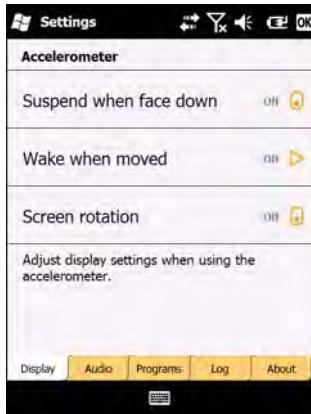 Settings
OK
Accelerometer
Suspend when face down Off
Wake when moved Off
Screen rotation Off
Adjust display settings when using the
accelerometer.
Display Audio Programs Log About